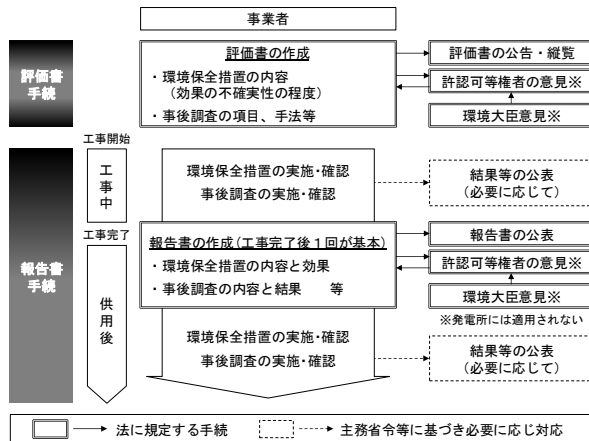 事業者
評価書
手続
評価書の作成
・環境保全措置の内容
（効果の不確実性の程度）
・事後調査の項目、手法等
評価書の公告・縦覧
許認可等権者の意見※
環境大臣意見※
工事開始
工事中
環境保全措置の実施・確認
事後調査の実施・確認
結果等の公表
（必要に応じて）
工事完了
報告書
手続
報告書の作成(工事完了後１回が基本)
・環境保全措置の内容と効果
・事後調査の内容と結果　等
報告書の公表
許認可等権者の意見※
環境大臣意見※
※発電所には適用されない
供用後
環境保全措置の実施・確認
事後調査の実施・確認
結果等の公表
（必要に応じて）
法に規定する手続
主務省令等に基づき必要に応じ対応